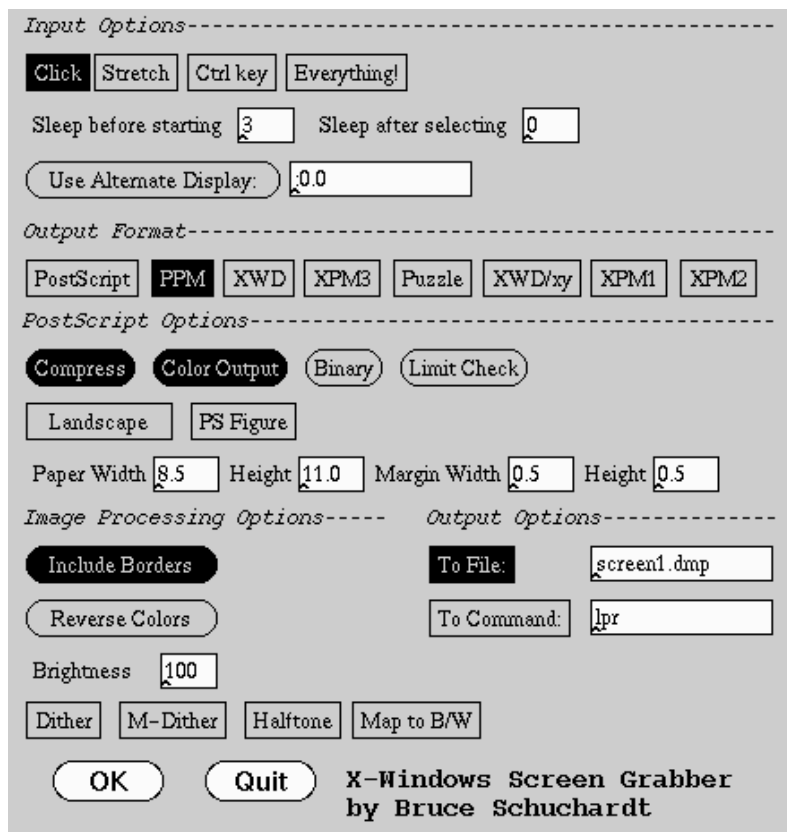 Input Options
Click Stretch Ctrl key Everything!
Sleep before starting 3 Sleep after selecting 0
Use Alternate Display: :0.0
Output Format
PostScript PPM XWD XPM3 Puzzle XWD/xy XPM1 XPM2
PostScript Options
Compress Color Output Binary Limit Check
Landscape PS Figure
Paper Width 8.5 Height 11.0 Margin Width 0.5 Height 0.5
Image Processing Options----- Output Options
Include Borders To File: screen1.dmp
Reverse Colors To Command: lpr
Brightness 100
Dither M-Dither Halftone Map to B/W
OK Quit X-Windows Screen Grabber
by Bruce Schuchardt